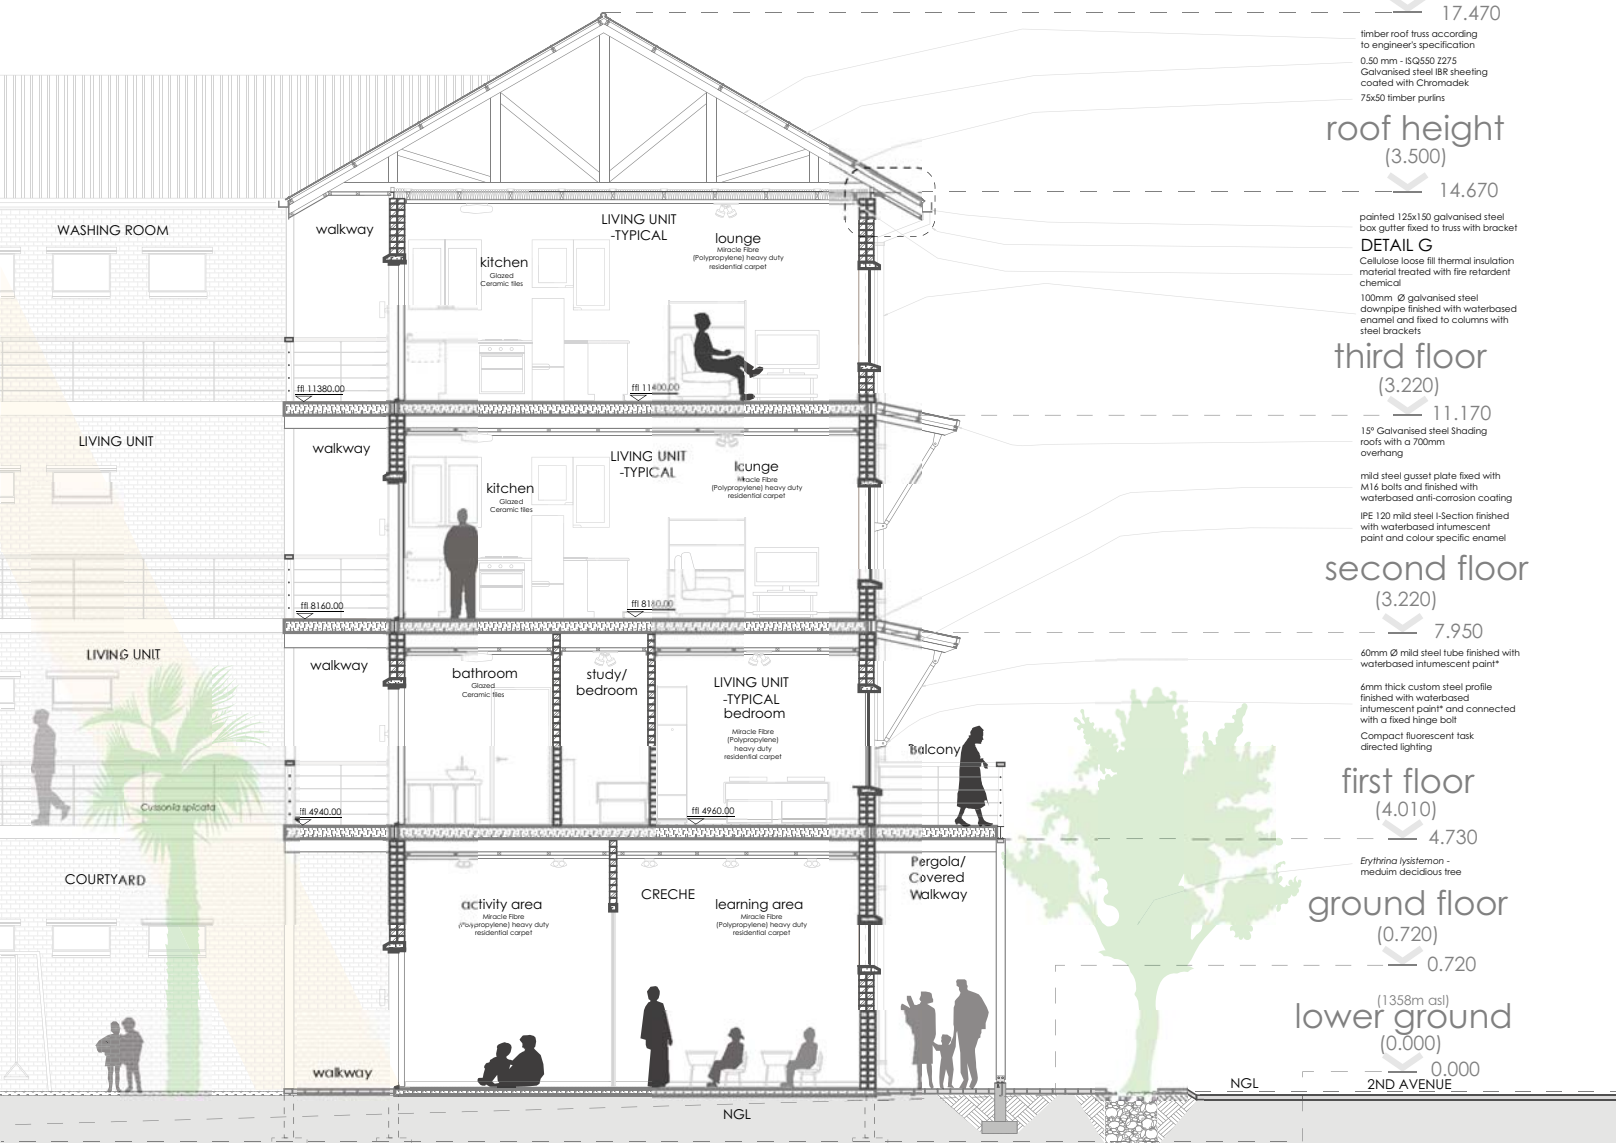 17.470
timber roof truss according
to engineer's specification
0.50 mm - ISQ550 Z275
Galvanised steel IBR sheeting
coated with Chromadek
75x50 timber purlins
roof height
(3.500)
14.670
painted 125x150 galvanised steel
box gutter fixed to truss with bracket
DETAIL G
Cellulose loose fill thermal insulation
material treated with fire retardent
chemical
100mm Ø galvanised steel
downpipe finished with waterbased
enamel and fixed to columns with
steel brackets
third floor
(3.220)
11.170
15° Galvanised steel Shading
roofs with a 700mm
overhang
mild steel gusset plate fixed with
M16 bolts and finished with
waterbased anti-corrosion coating
IPE 120 mild steel I-Section finished
with waterbased intumescent
paint and colour specific enamel
second floor
(3.220)
7.950
60mm Ø mild steel tube finished with
waterbased intumescent paint*
6mm thick custom steel profile
finished with waterbased
intumescent paint* and connected
with a fixed hinge bolt
Compact fluorescent task
directed lighting
first floor
(4.010)
4.730
Erythrina lysistemon -
meduim decidious tree
ground floor
(0.720)
0.720
(1358m asl)
lower ground
(0.000)
0.000
NGL
2ND AVENUE
WASHING ROOM
walkway
LIVING UNIT
-TYPICAL
kitchen
Glazed
Ceramic tiles
lounge
Miracle Fibre
(Polypropylene) heavy duty
residential carpet
ffl 11380.00
ffl 11400.00
LIVING UNIT
walkway
LIVING UNIT
-TYPICAL
kitchen
Glazed
Ceramic tiles
lounge
Miracle Fibre
(Polypropylene) heavy duty
residential carpet
ffl 8160.00
ffl 8180.00
LIVING UNIT
walkway
bathroom
Glazed
Ceramic tiles
study/
bedroom
LIVING UNIT
-TYPICAL
bedroom
Miracle Fibre
(Polypropylene)
heavy duty
residential carpet
Balcony
Cussonia spicata
ffl 4940.00
ffl 4960.00
COURTYARD
activity area
Miracle Fibre
(Polypropylene) heavy duty
residential carpet
CRECHE
learning area
Miracle Fibre
(Polypropylene) heavy duty
residential carpet
Pergola/
Covered
Walkway
walkway
NGL